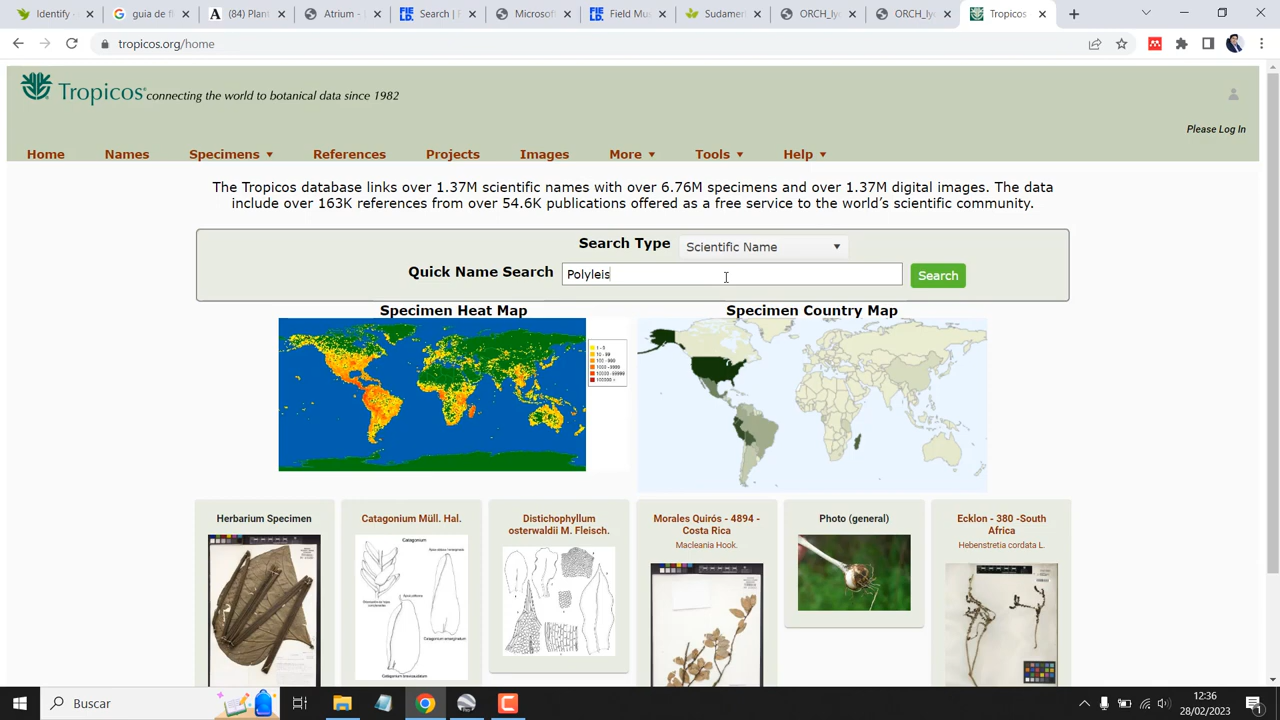 Identify
guia de f
(84) Plant
Atrium -
Search |
Microsof
Field Mus
Sudamer
ORCH_ly
ORCH_ly
Tropicos
tropicos.org/home
Tropicos® connecting the world to botanical data since 1982
Please Log In
Home Names Specimens References Projects Images More Tools Help
The Tropicos database links over 1.37M scientific names with over 6.76M specimens and over 1.37M digital images. The data
include over 163K references from over 54.6K publications offered as a free service to the world's scientific community.
Search Type Scientific Name
Quick Name Search Polyleis Search
Specimen Heat Map Specimen Country Map
Herbarium Specimen
Catagonium Müll. Hal.
Distichophyllum
osterwaldii M. Fleisch.
Morales Quirós - 4894 -
Costa Rica
Macleania Hook.
Photo (general)
Ecklon - 380 -South
Africa
Hebenstretia cordata L.
Catagonium
Buscar
12:36
28/02/2023